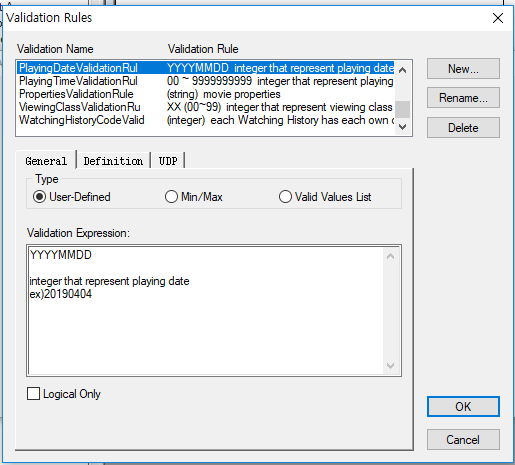 Validation Rules
Validation Name Validation Rule
PlayingDateValidationRul YYYYMMDD integer that represent playing date
PlayingTimeValidationRul 00 ~ 9999999999 integer that represent playing
PropertiesValidationRule (string) movie properties
ViewingClassValidationRu XX (00~99) integer that represent viewing class
WatchingHistoryCodeValid (integer) each Watching History has each own c
New...
Rename...
Delete
General Definition UDP
Type
User-Defined Min/Max Valid Values List
Validation Expression:
YYYYMMDD
integer that represent playing date
ex)20190404
Logical Only
OK
Cancel